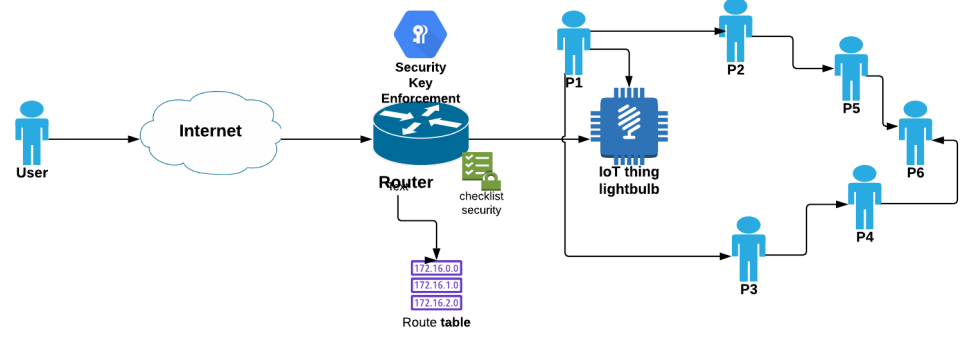 Security
Key
Enforcement
P1
P2
P5
Internet
User
P6
IoT thing
lightbulb
Router
Text
checklist
security
P4
P3
172.16.0.0
172.16.1.0
172.16.2.0
Route table